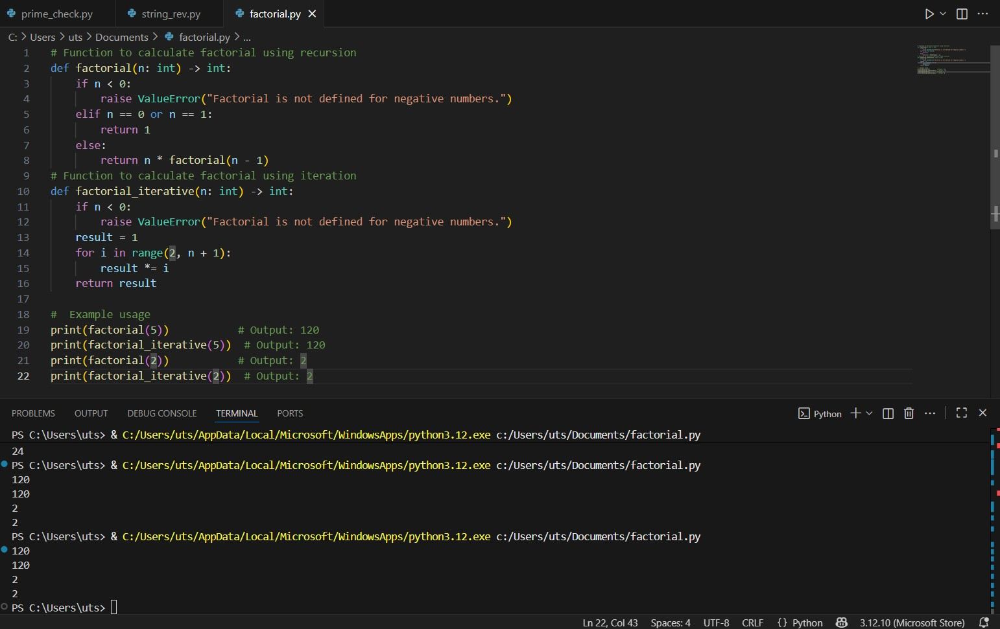 prime_check.py string_rev.py factorial.py
C: > Users > uts > Documents > factorial.py > ...
1 # Function to calculate factorial using recursion
2 def factorial(n: int) -> int:
3     if n < 0:
4         raise ValueError("Factorial is not defined for negative numbers.")
5     elif n == 0 or n == 1:
6         return 1
7     else:
8         return n * factorial(n - 1)
9 # Function to calculate factorial using iteration
10 def factorial_iterative(n: int) -> int:
11     if n < 0:
12         raise ValueError("Factorial is not defined for negative numbers.")
13     result = 1
14     for i in range(2, n + 1):
15         result *= i
16     return result
17
18 #  Example usage
19 print(factorial(5))           # Output: 120
20 print(factorial_iterative(5))  # Output: 120
21 print(factorial(2))           # Output: 2
22 print(factorial_iterative(2))  # Output: 2
PROBLEMS OUTPUT DEBUG CONSOLE TERMINAL PORTS Python
PS C:\Users\uts> & C:/Users/uts/AppData/Local/Microsoft/WindowsApps/python3.12.exe c:/Users/uts/Documents/factorial.py
24
PS C:\Users\uts> & C:/Users/uts/AppData/Local/Microsoft/WindowsApps/python3.12.exe c:/Users/uts/Documents/factorial.py
120
120
2
2
PS C:\Users\uts> & C:/Users/uts/AppData/Local/Microsoft/WindowsApps/python3.12.exe c:/Users/uts/Documents/factorial.py
120
120
2
2
PS C:\Users\uts>
Ln 22, Col 43 Spaces: 4 UTF-8 CRLF {} Python 3.12.10 (Microsoft Store)